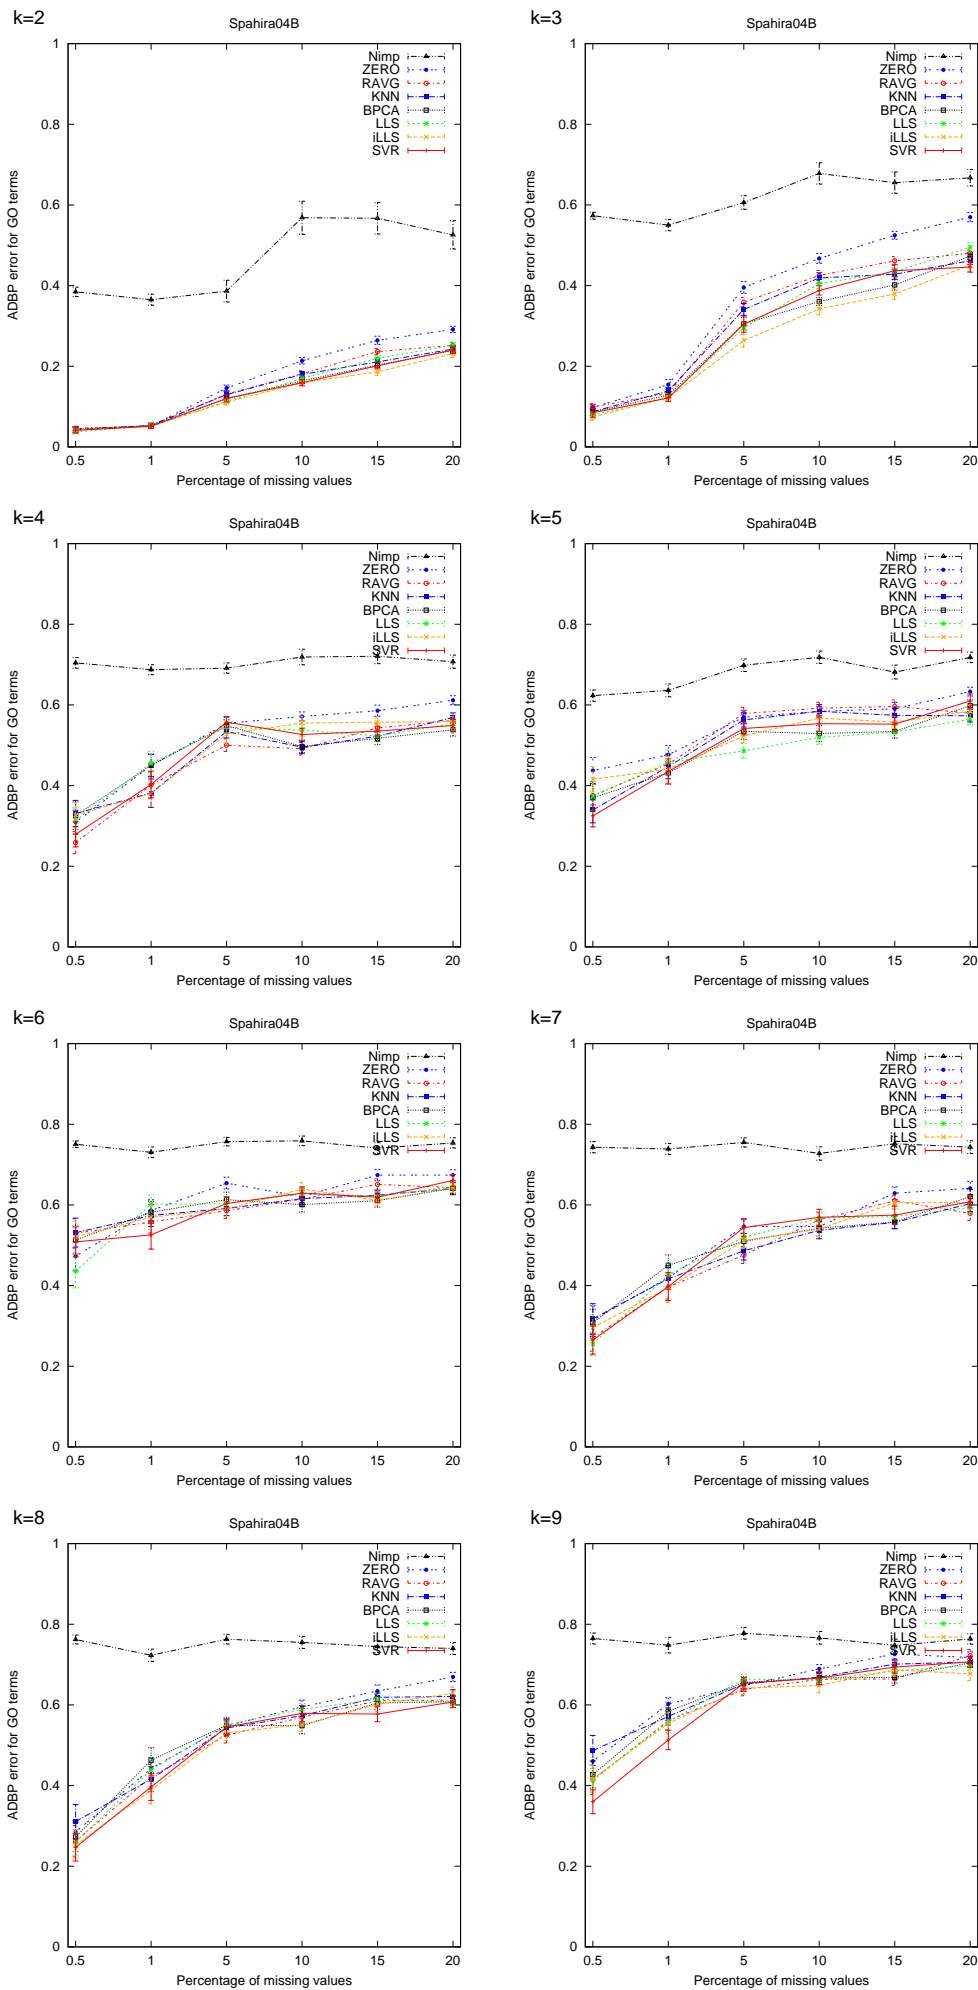 k=2
Spahira04B
1
0.8
0.6
0.4
0.2
0
0.5 1 5 10 15 20
ADBP error for GO terms
Percentage of missing values
Nimp
ZERO
RAVG
KNN
BPCA
LLS
iLLS
SVR
k=3
Spahira04B
1
0.8
0.6
0.4
0.2
0
0.5 1 5 10 15 20
ADBP error for GO terms
Percentage of missing values
Nimp
ZERO
RAVG
KNN
BPCA
LLS
iLLS
SVR
k=4
Spahira04B
1
0.8
0.6
0.4
0.2
0
0.5 1 5 10 15 20
ADBP error for GO terms
Percentage of missing values
Nimp
ZERO
RAVG
KNN
BPCA
LLS
iLLS
SVR
k=5
Spahira04B
1
0.8
0.6
0.4
0.2
0
0.5 1 5 10 15 20
ADBP error for GO terms
Percentage of missing values
Nimp
ZERO
RAVG
KNN
BPCA
LLS
iLLS
SVR
k=6
Spahira04B
1
0.8
0.6
0.4
0.2
0
0.5 1 5 10 15 20
ADBP error for GO terms
Percentage of missing values
Nimp
ZERO
RAVG
KNN
BPCA
LLS
iLLS
SVR
k=7
Spahira04B
1
0.8
0.6
0.4
0.2
0
0.5 1 5 10 15 20
ADBP error for GO terms
Percentage of missing values
Nimp
ZERO
RAVG
KNN
BPCA
LLS
iLLS
SVR
k=8
Spahira04B
1
0.8
0.6
0.4
0.2
0
0.5 1 5 10 15 20
ADBP error for GO terms
Percentage of missing values
Nimp
ZERO
RAVG
KNN
BPCA
LLS
iLLS
SVR
k=9
Spahira04B
1
0.8
0.6
0.4
0.2
0
0.5 1 5 10 15 20
ADBP error for GO terms
Percentage of missing values
Nimp
ZERO
RAVG
KNN
BPCA
LLS
iLLS
SVR